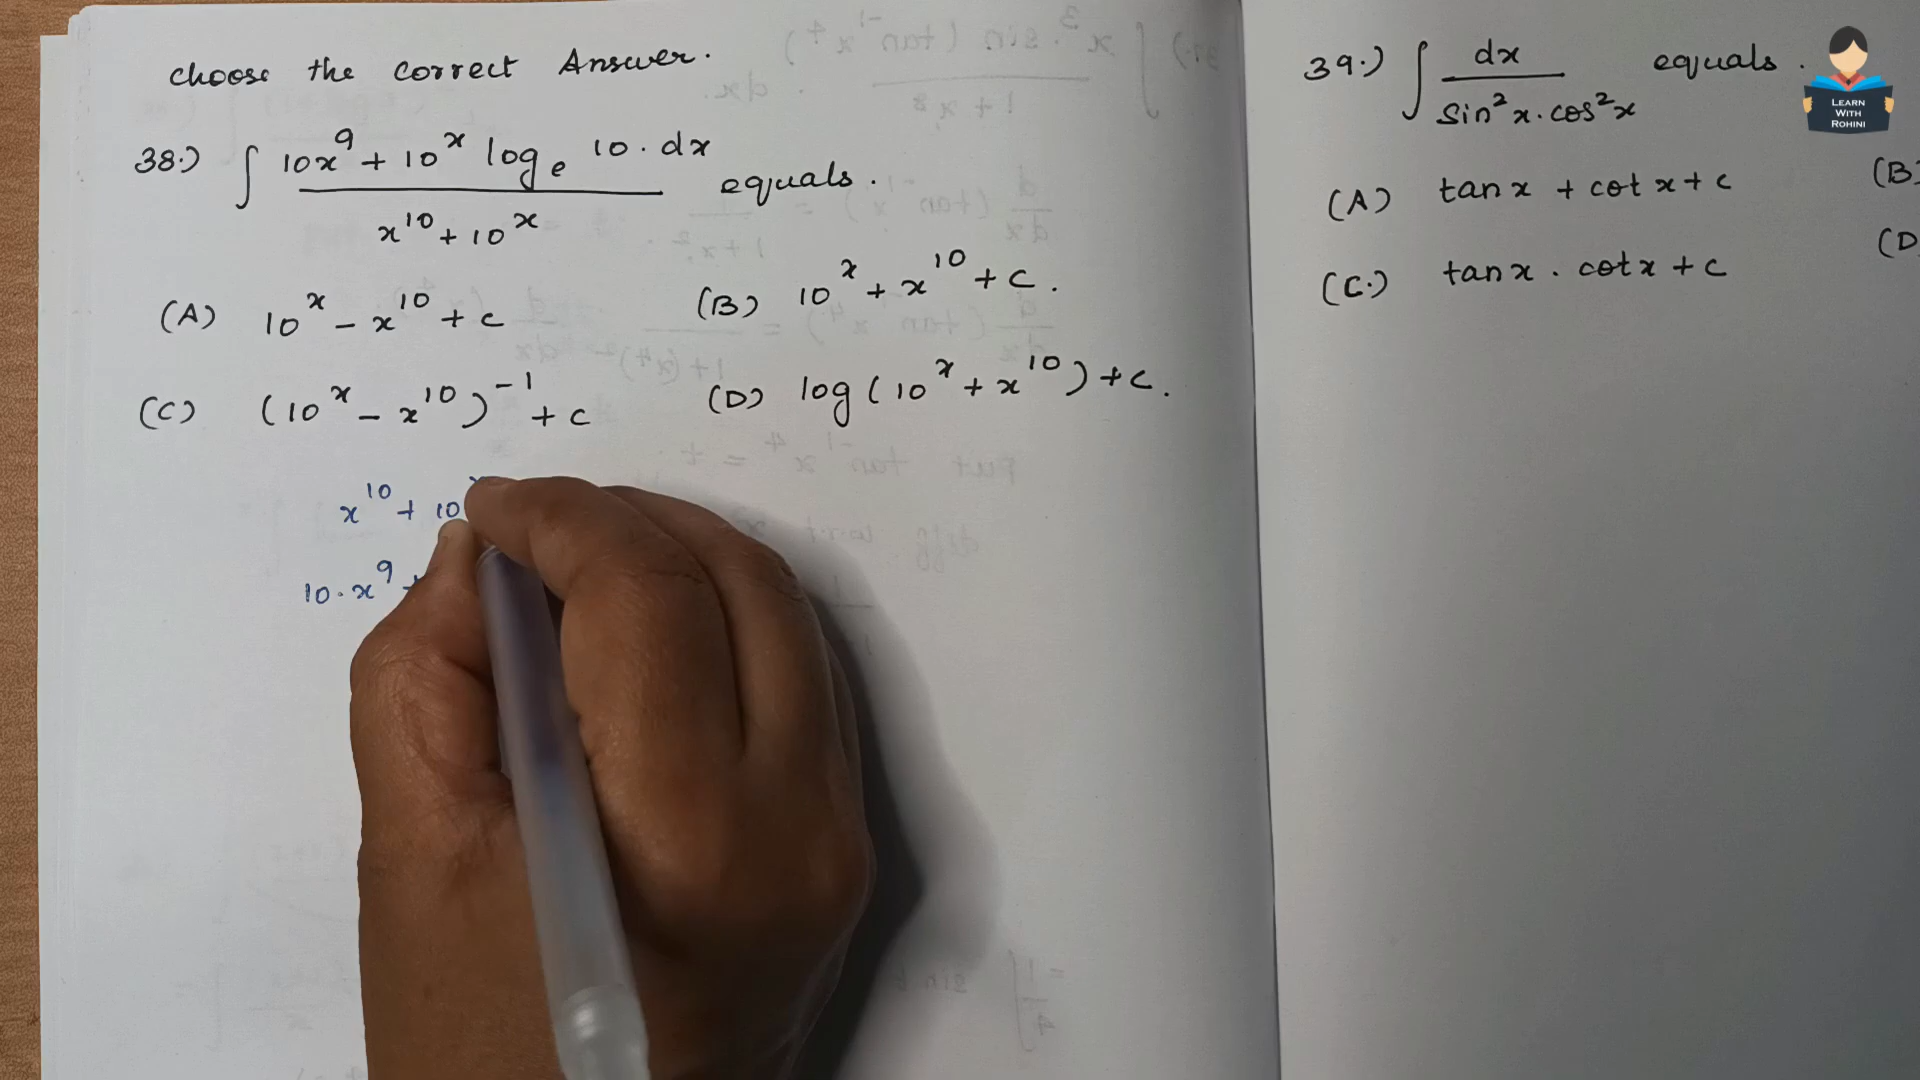 choose the correct Answer.
38.) ∫ 10x⁹ + 10ˣ logₑ 10 . dx / x¹⁰ + 10ˣ equals .
(A) 10ˣ - x¹⁰ + c
(B) 10ˣ + x¹⁰ + c .
(C) (10ˣ - x¹⁰)⁻¹ + c
(D) log (10ˣ + x¹⁰) + c .
x¹⁰ + 10
10 . x⁹ +
39.) ∫ dx / sin²x . cos²x equals .
(A) tan x + cot x + c
(B)
(C.) tan x . cot x + c
(D
LEARN
WITH
ROHINI